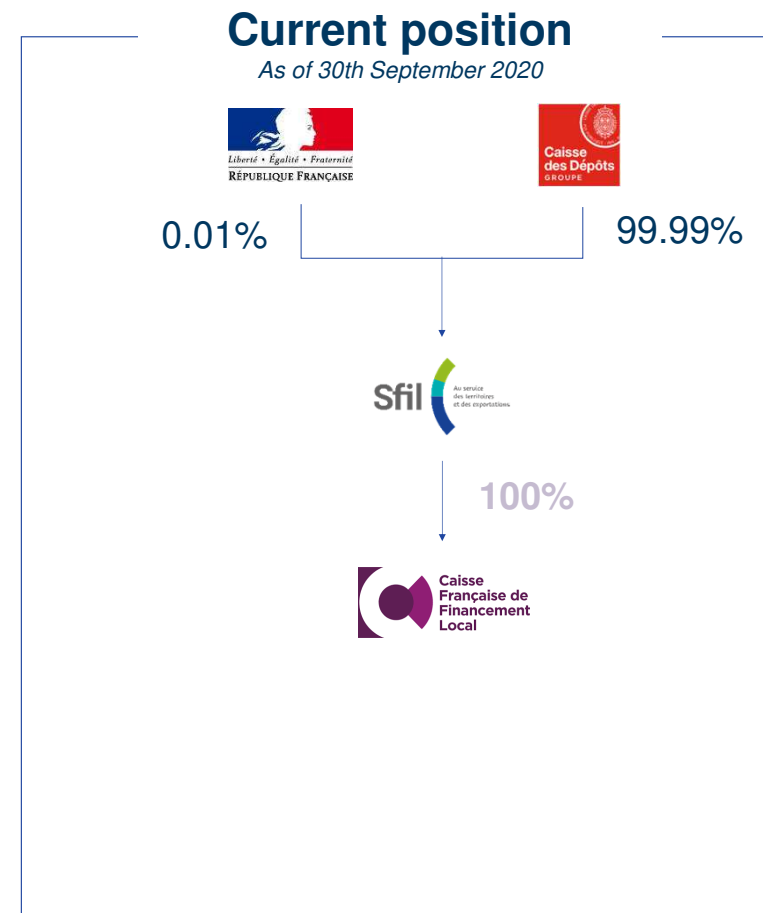 Current position
As of 30th September 2020
Liberté • Égalité • Fraternité
RÉPUBLIQUE FRANÇAISE
Caisse
des Dépôts
GROUPE
0.01%
99.99%
Sfil
Au service
des territoires
et des exportations
100%
Caisse
Française de
Financement
Local